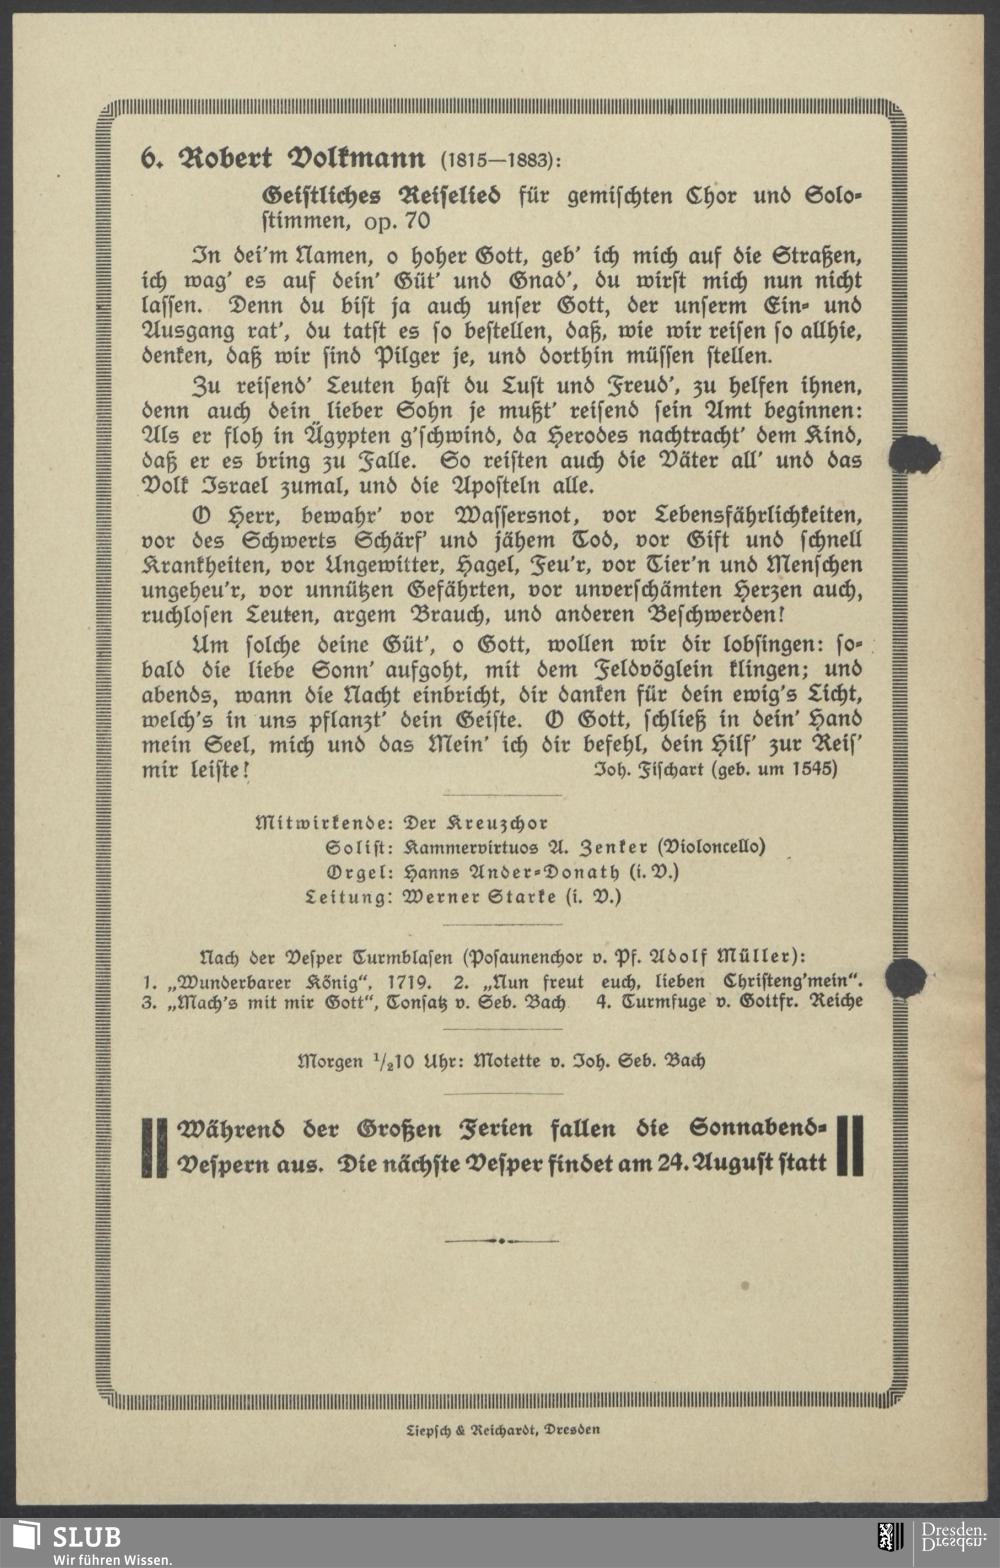 6. Robert Volkmann (1815—1883):
Geistliches Reiselied für gemischten Chor und Solo-
stimmen, op. 70
In dei'm Namen, o hoher Gott, geb' ich mich auf die Straßen,
ich wag' es auf dein' Güt' und Gnad', du wirst mich nun nicht
lassen. Denn du bist ja auch unser Gott, der unserm Ein- und
Ausgang rat', du tatst es so bestellen, daß, wie wir reisen so allhie,
denken, daß wir sind Pilger je, und dorthin müssen stellen.
Zu reisend' Leuten hast du Lust und Freud', zu helfen ihnen,
denn auch dein lieber Sohn je mußt' reisend sein Amt beginnen:
Als er floh in Ägypten g'schwind, da Herodes nachtracht' dem Kind,
daß er es bring zu Falle. So reisten auch die Väter all' und das
Volk Israel zumal, und die Aposteln alle.
O Herr, bewahr' vor Wassersnot, vor Lebensfährlichkeiten,
vor des Schwerts Schärf' und jähem Tod, vor Gift und schnell
Krankheiten, vor Ungewitter, Hagel, Feu'r, vor Tier'n und Menschen
ungeheu'r, vor unnützen Gefährten, vor unverschämten Herzen auch,
ruchlosen Leuten, argem Brauch, und anderen Beschwerden!
Um solche deine Güt', o Gott, wollen wir dir lobsingen: so-
bald die liebe Sonn' aufgoht, mit dem Feldvöglein klingen; und
abends, wann die Nacht einbricht, dir danken für dein ewig's Licht,
welch's in uns pflanzt' dein Geiste. O Gott, schließ in dein' Hand
mein Seel, mich und das Mein' ich dir befehl, dein Hilf' zur Reis'
mir leiste! Joh. Fischart (geb. um 1545)
Mitwirkende: Der Kreuzchor
Solist: Kammervirtuos A. Zenker (Violoncello)
Orgel: Hanns Ander-Donath (i. V.)
Leitung: Werner Starke (i. V.)
Nach der Vesper Turmblasen (Posaunenchor v. Pf. Adolf Müller):
1. „Wunderbarer König“, 1719. 2. „Nun freut euch, lieben Christeng'mein“.
3. „Mach's mit mir Gott“, Tonsatz v. Seb. Bach 4. Turmfuge v. Gottfr. Reiche
Morgen 1/210 Uhr: Motette v. Joh. Seb. Bach
Während der Großen Ferien fallen die Sonnabend-
Vespern aus. Die nächste Vesper findet am 24. August statt
Liepsch & Reichardt, Dresden
SLUB
Wir führen Wissen.
Dresden.
Dresden.